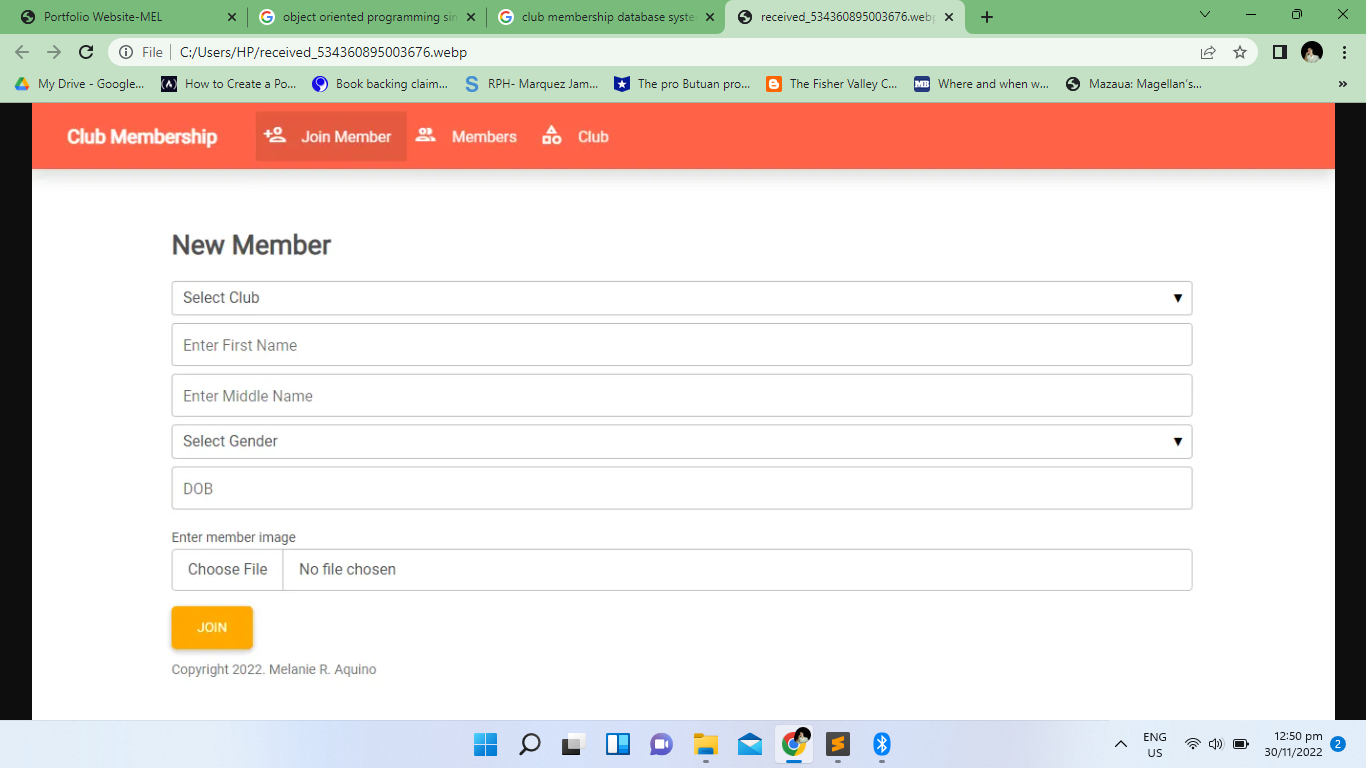 Portfolio Website-MEL
object oriented programming sin
club membership database syste
received_534360895003676.webp
File C:/Users/HP/received_534360895003676.webp
My Drive - Google... How to Create a Po... Book backing claim... RPH- Marquez Jam... The pro Butuan pro... The Fisher Valley C... MB Where and when w... Mazaua: Magellan's... »
Club Membership Join Member Members Club
New Member
Select Club
Enter First Name
Enter Middle Name
Select Gender
DOB
Enter member image
Choose File No file chosen
JOIN
Copyright 2022. Melanie R. Aquino
ENG
US
12:50 pm
30/11/2022
2